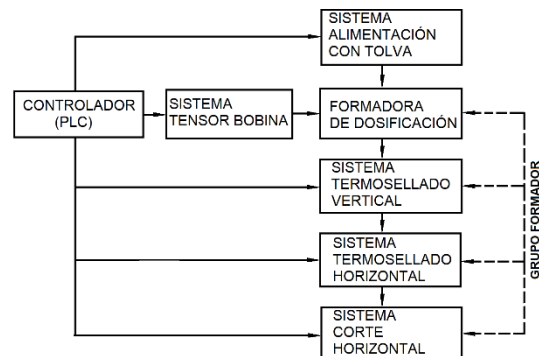 SISTEMA
ALIMENTACIÓN
CON TOLVA
CONTROLADOR
(PLC)
SISTEMA
TENSOR BOBINA
FORMADORA
DE DOSIFICACIÓN
SISTEMA
TERMOSELLADO
VERTICAL
SISTEMA
TERMOSELLADO
HORIZONTAL
SISTEMA
CORTE
HORIZONTAL
GRUPO FORMADOR